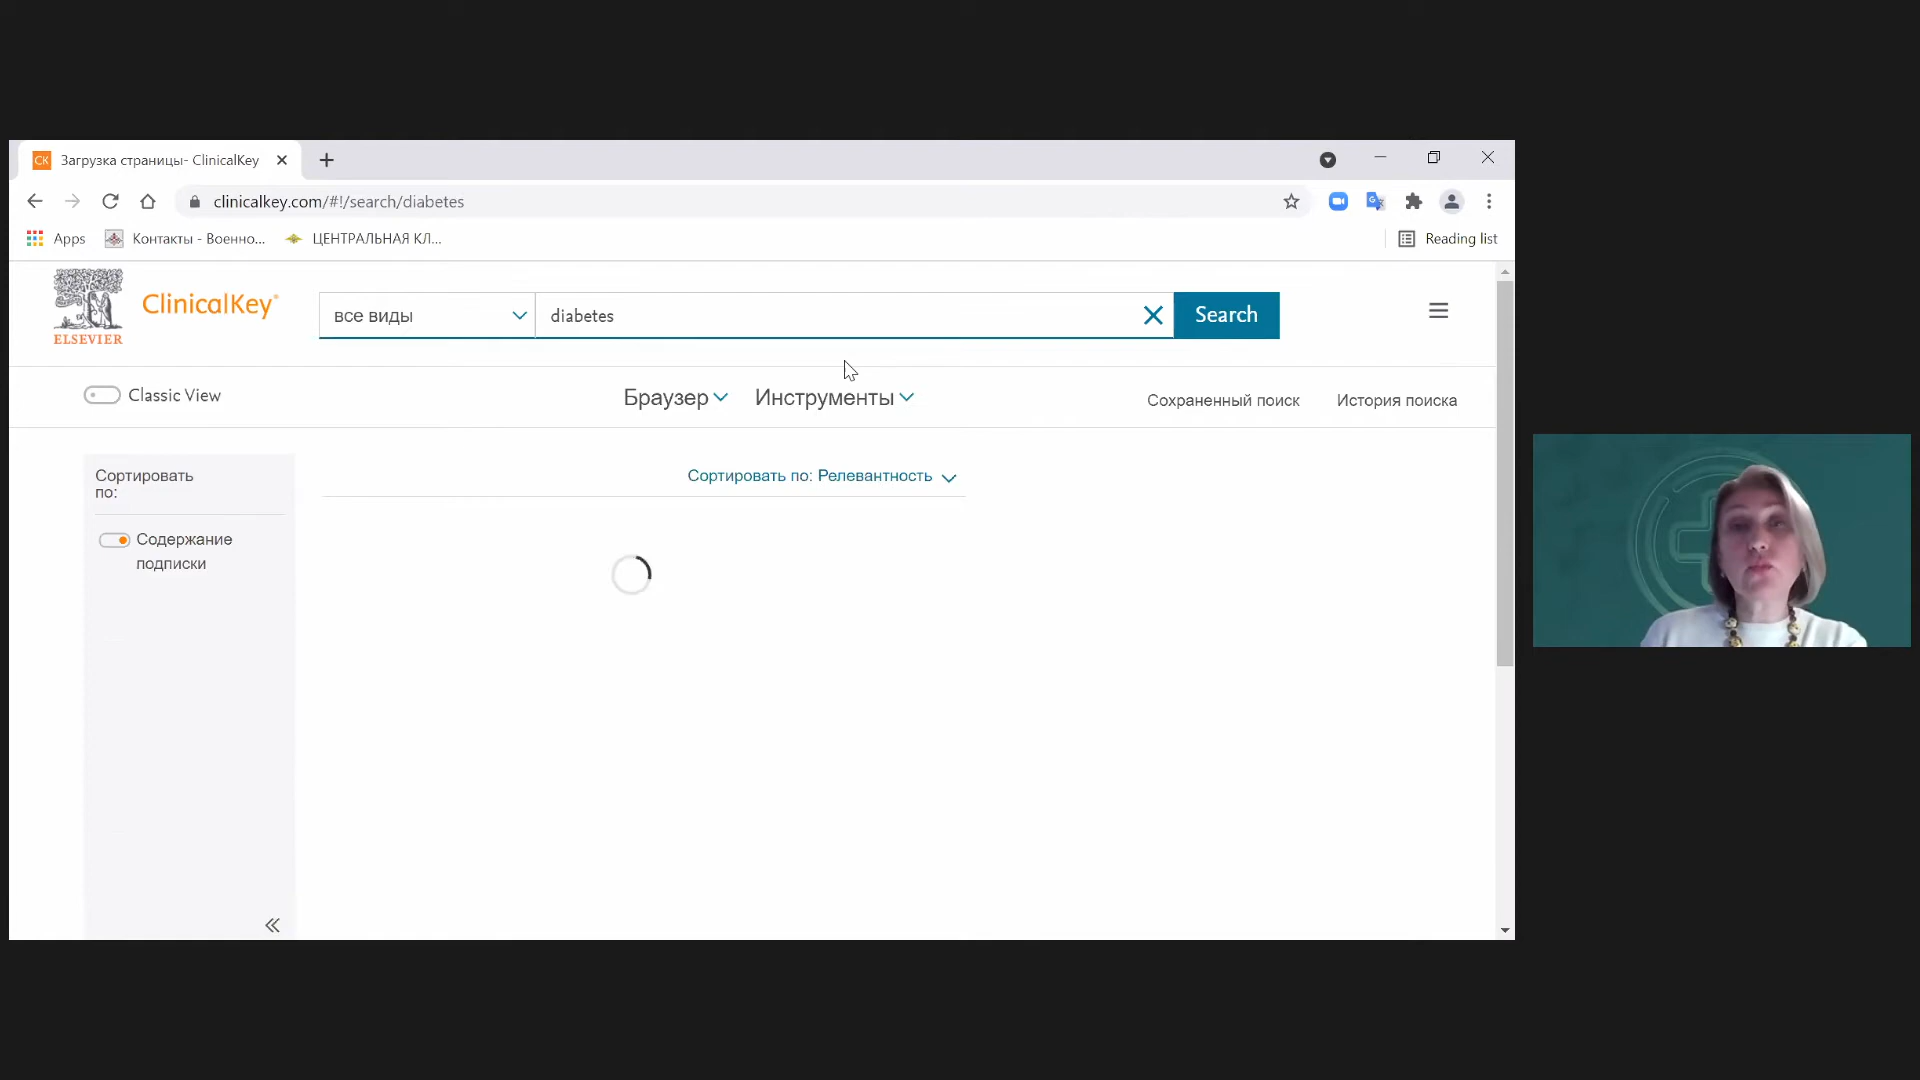 Загрузка страницы- ClinicalKey
clinicalkey.com/#!/search/diabetes
Apps
Контакты - Военно...
ЦЕНТРАЛЬНАЯ КЛ...
Reading list
ELSEVIER
ClinicalKey®
все виды
diabetes
Search
Classic View
Браузер
Инструменты
Сохраненный поиск
История поиска
Сортировать
по:
Сортировать по: Релевантность
Содержание
подписки